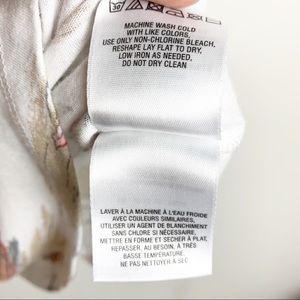 30
MACHINE WASH COLD
WITH LIKE COLORS,
USE ONLY NON-CHLORINE BLEACH,
RESHAPE LAY FLAT TO DRY,
LOW IRON AS NEEDED,
DO NOT DRY CLEAN
LAVER À LA MACHINE À L'EAU FROIDE
AVEC COULEURS SIMILAIRES,
UTILISER UN AGENT DE BLANCHIMENT
SANS CHLORE SI NÉCESSAIRE,
METTRE EN FORME ET SECHER À PLAT,
REPASSER, AU BESOIN, À TRÈS
BASSE TEMPÉRATURE,
NE PAS NETTOYER À SEC